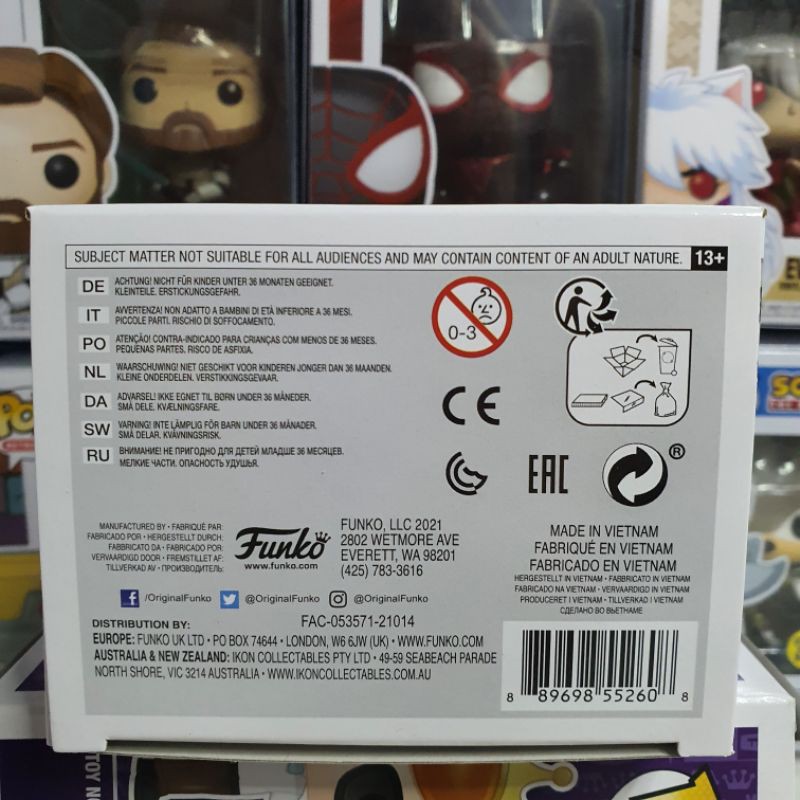 SUBJECT MATTER NOT SUITABLE FOR ALL AUDIENCES AND MAY CONTAIN CONTENT OF AN ADULT NATURE. 13+
DE ACHTUNG! NICHT FÜR KINDER UNTER 36 MONATEN GEEIGNET.
KLEINTEILE. ERSTICKUNGSGEFAHR.
IT AVVERTENZA! NON ADATTO A BAMBINI DI ETÀ INFERIORE A 36 MESI.
PICCOLE PARTI. RISCHIO DI SOFFOCAMENTO.
PO ATENÇÃO! CONTRA-INDICADO PARA CRIANÇAS COM MENOS DE 36 MESES.
PEQUENAS PARTES. RISCO DE ASFIXIA.
NL WAARSCHUWING! NIET GESCHIKT VOOR KINDEREN JONGER DAN 36 MAANDEN.
KLEINE ONDERDELEN. VERSTIKKINGSGEVAAR.
DA ADVARSEL! IKKE EGNET TIL BØRN UNDER 36 MÅNEDER.
SMÅ DELE. KVÆLNINGSFARE.
SW VARNING! INTE LÄMPLIG FÖR BARN UNDER 36 MÅNADER.
SMÅ DELAR. KVÄVNINGSRISK.
RU ВНИМАНИЕ! НЕ ПРИГОДНО ДЛЯ ДЕТЕЙ МЛАДШЕ 36 МЕСЯЦЕВ.
МЕЛКИЕ ЧАСТИ. ОПАСНОСТЬ УДУШЬЯ.
0-3
CE
EAC
®
MANUFACTURED BY • FABRIQUÉ PAR:
FABRICADO POR • HERGESTELLT DURCH:
FABBRICATO DA • FABRICADO POR:
VERVAARDIGD DOOR • FREMSTILLET AF:
TILLVERKAD AV • ПРОИЗВОДИТЕЛЬ:
Funko
www.funko.com
FUNKO, LLC 2021
2802 WETMORE AVE
EVERETT, WA 98201
(425) 783-3616
/OriginalFunko @OriginalFunko @OriginalFunko
FAC-053571-21014
MADE IN VIETNAM
FABRIQUÉ EN VIETNAM
FABRICADO EN VIETNAM
HERGESTELLT IN VIETNAM • FABBRICATO IN VIETNAM
FABRICADO NA VIETNAM • VERVAARDIGD IN VIETNAM
PRODUCERET I VIETNAM • TILLVERKAD I VIETNAM
СДЕЛАНО ВО ВЬЕТНАМЕ
DISTRIBUTION BY:
EUROPE: FUNKO UK LTD • PO BOX 74644 • LONDON, W6 6JW (UK) • WWW.FUNKO.COM
AUSTRALIA & NEW ZEALAND: IKON COLLECTABLES PTY LTD • 49-59 SEABEACH PARADE
NORTH SHORE, VIC 3214 AUSTRALIA • WWW.IKONCOLLECTABLES.COM.AU
8 89698 55260 8